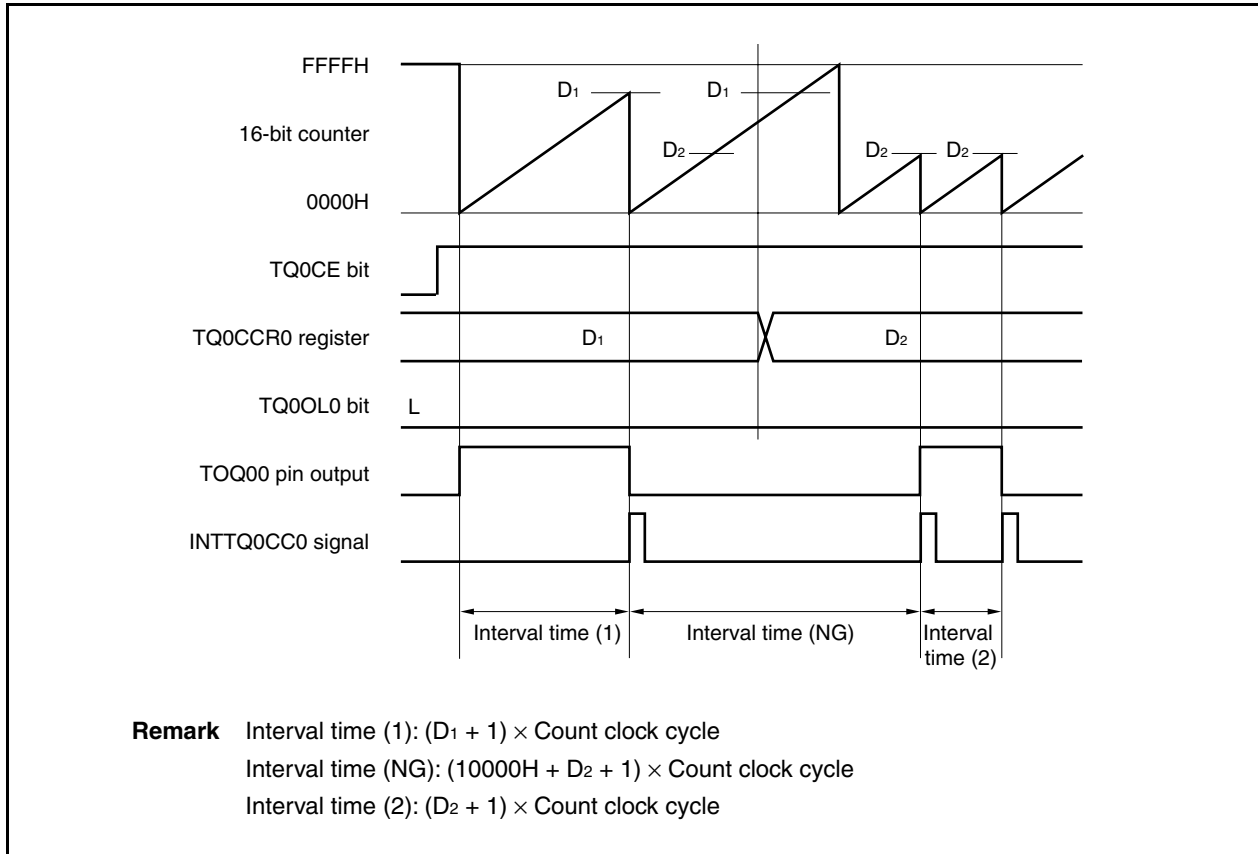 FFFFH
D1
D1
16-bit counter
D2
D2
D2
0000H
TQ0CE bit
TQ0CCR0 register
D1
D2
TQ0OL0 bit
L
TOQ00 pin output
INTTQ0CC0 signal
Interval time (1)
Interval time (NG)
Interval
time (2)
Remark Interval time (1): (D1 + 1) × Count clock cycle
Interval time (NG): (10000H + D2 + 1) × Count clock cycle
Interval time (2): (D2 + 1) × Count clock cycle